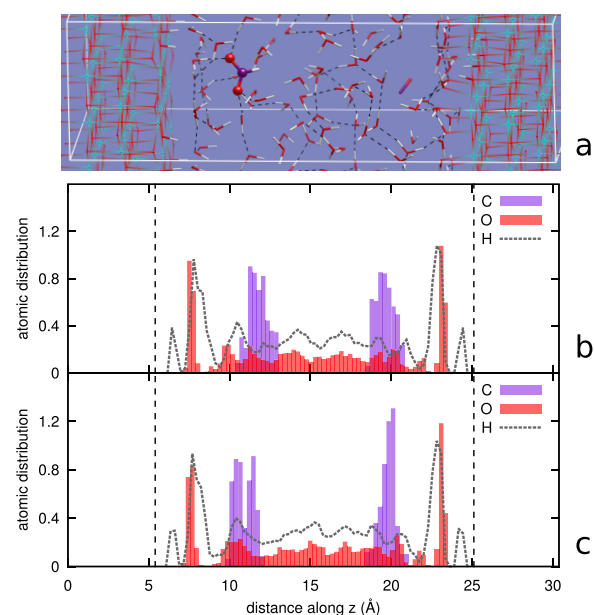 a
atomic distribution
1.2
0.8
0.4
0
C
O
H
b
atomic distribution
1.2
0.8
0.4
0
C
O
H
c
0 5 10 15 20 25 30
distance along z (Å)